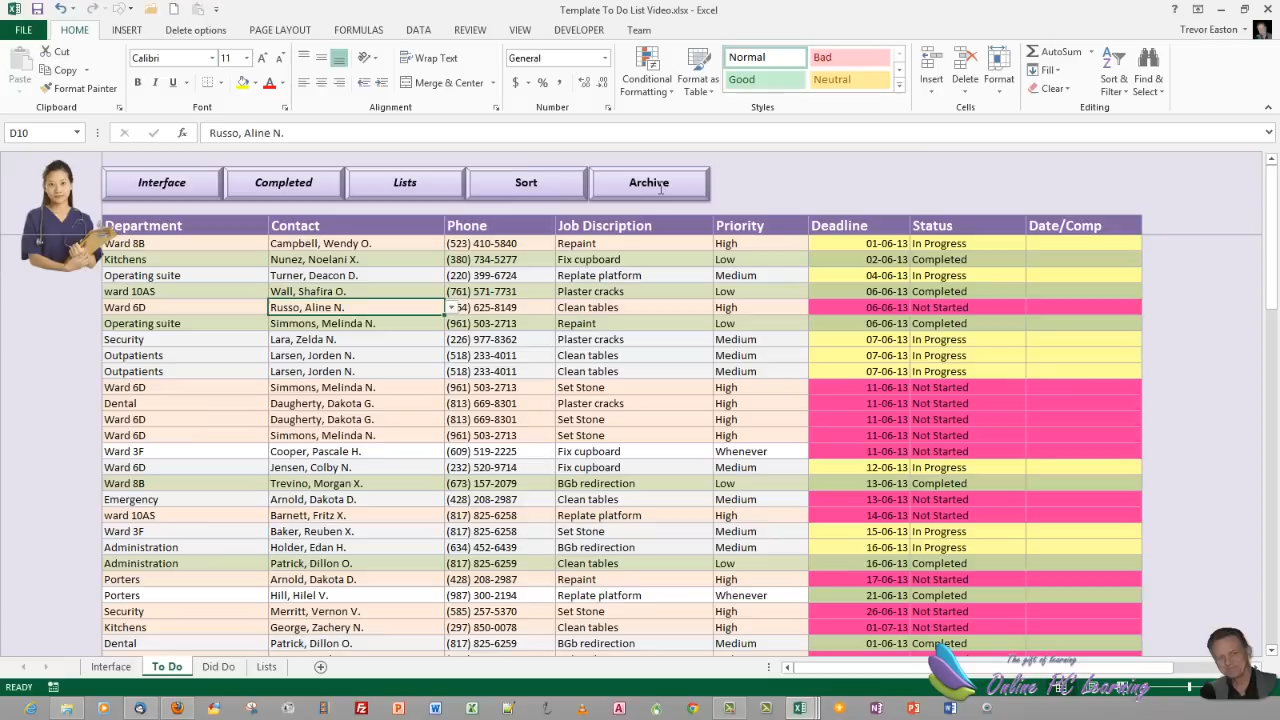 Template To Do List Video.xlsx - Excel
FILE HOME INSERT Delete options PAGE LAYOUT FORMULAS DATA REVIEW VIEW DEVELOPER Team Trevor Easton
Paste Cut Copy Format Painter Clipboard
Calibri 11 B I U Font
Wrap Text Merge & Center Alignment
General $ % , Number
Conditional Formatting Format as Table Normal Bad Good Neutral Styles
Insert Delete Format Cells
AutoSum Fill Clear Sort & Filter Find & Select Editing
D10 Russo, Aline N.
Interface Completed Lists Sort Archive
Department Contact Phone Job Discription Priority Deadline Status Date/Comp
Ward 8B Campbell, Wendy O. (523) 410-5840 Repaint High 01-06-13 In Progress
Kitchens Nunez, Noelani X. (380) 734-5277 Fix cupboard Low 02-06-13 Completed
Operating suite Turner, Deacon D. (220) 399-6724 Replate platform Medium 04-06-13 In Progress
ward 10AS Wall, Shafira O. (761) 571-7731 Plaster cracks Low 06-06-13 Completed
Ward 6D Russo, Aline N. 64) 625-8149 Clean tables High 06-06-13 Not Started
Operating suite Simmons, Melinda N. (961) 503-2713 Repaint Low 06-06-13 Completed
Security Lara, Zelda N. (226) 977-8362 Plaster cracks Medium 07-06-13 In Progress
Outpatients Larsen, Jorden N. (518) 233-4011 Clean tables Medium 07-06-13 In Progress
Outpatients Larsen, Jorden N. (518) 233-4011 Clean tables Medium 07-06-13 In Progress
Ward 6D Simmons, Melinda N. (961) 503-2713 Set Stone High 11-06-13 Not Started
Dental Daugherty, Dakota G. (813) 669-8301 Plaster cracks High 11-06-13 Not Started
Ward 6D Daugherty, Dakota G. (813) 669-8301 Set Stone High 11-06-13 Not Started
Ward 6D Simmons, Melinda N. (961) 503-2713 Set Stone High 11-06-13 Not Started
Ward 3F Cooper, Pascale H. (609) 519-2225 Fix cupboard Whenever 11-06-13 Not Started
Ward 6D Jensen, Colby N. (232) 520-9714 Fix cupboard Medium 12-06-13 In Progress
Ward 8B Trevino, Morgan X. (673) 157-2079 BGb redirection Low 13-06-13 Completed
Emergency Arnold, Dakota D. (428) 208-2987 Clean tables Medium 13-06-13 Not Started
ward 10AS Barnett, Fritz X. (817) 825-6258 Replate platform High 14-06-13 Not Started
Ward 3F Baker, Reuben X. (817) 825-6258 Set Stone Medium 15-06-13 In Progress
Administration Holder, Edan H. (634) 452-6439 BGb redirection Medium 16-06-13 In Progress
Administration Patrick, Dillon O. (817) 825-6259 Clean tables Low 16-06-13 Completed
Porters Arnold, Dakota D. (428) 208-2987 Repaint High 17-06-13 Not Started
Porters Hill, Hilel V. (987) 300-2194 Replate platform Whenever 21-06-13 Completed
Security Merritt, Vernon V. (585) 257-5370 Set Stone High 26-06-13 Not Started
Kitchens George, Zachery N. (297) 850-0078 Set Stone High 01-07-13 Not Started
Dental Patrick, Dillon O. (817) 825-6259 BGb redirection Medium 01-06-13 Completed
Interface To Do Did Do Lists
The gift of learning
Online PC Learning
READY